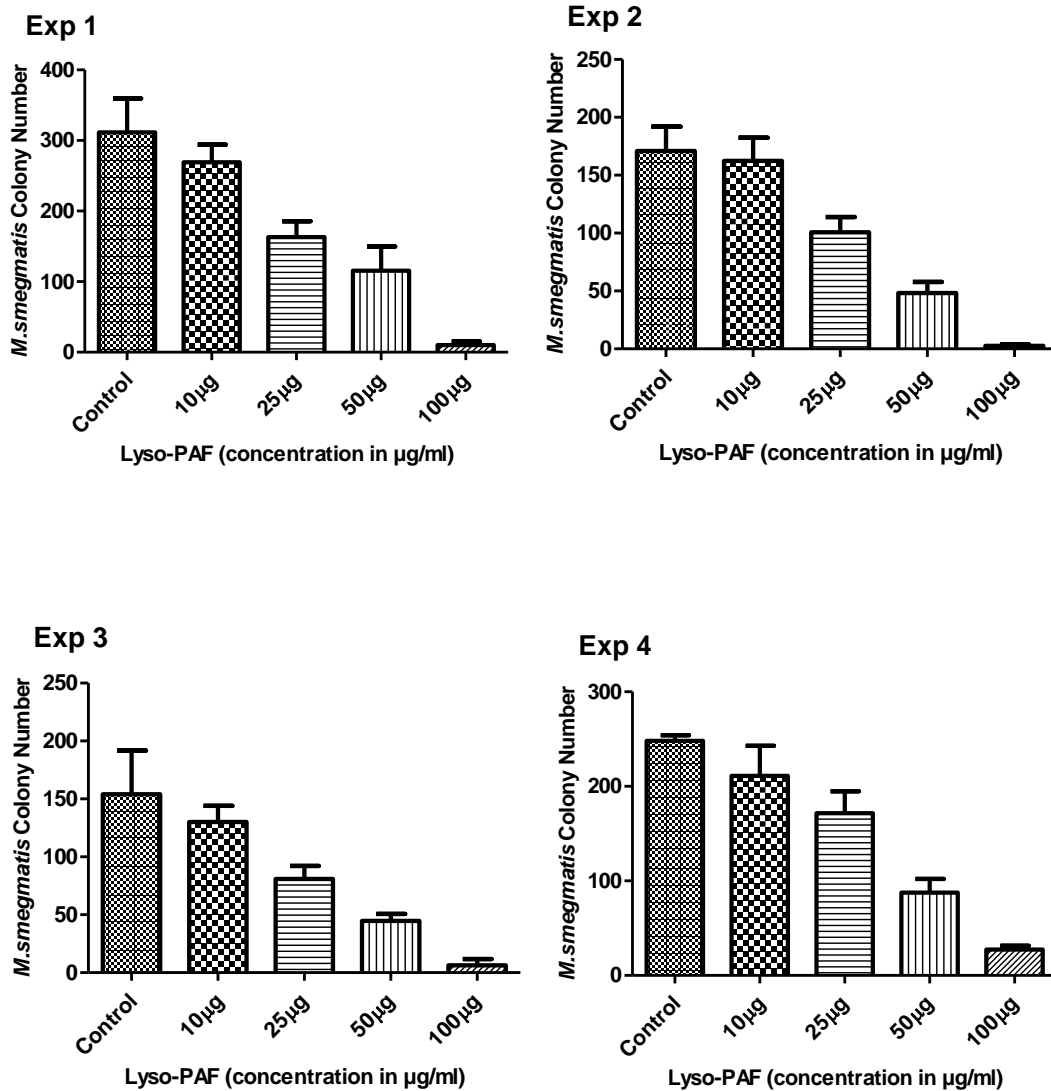 Exp 1
M.smegmatis Colony Number
400
300
200
100
0
Control
10µg
25µg
50µg
100µg
Lyso-PAF (concentration in µg/ml)
Exp 2
M.smegmatis Colony Number
250
200
150
100
50
0
Control
10µg
25µg
50µg
100µg
Lyso-PAF (concentration in µg/ml)
Exp 3
M.smegmatis Colony Number
250
200
150
100
50
0
Control
10µg
25µg
50µg
100µg
Lyso-PAF (concentration in µg/ml)
Exp 4
M.smegmatis Colony Number
300
200
100
0
Control
10µg
25µg
50µg
100µg
Lyso-PAF (concentration in µg/ml)